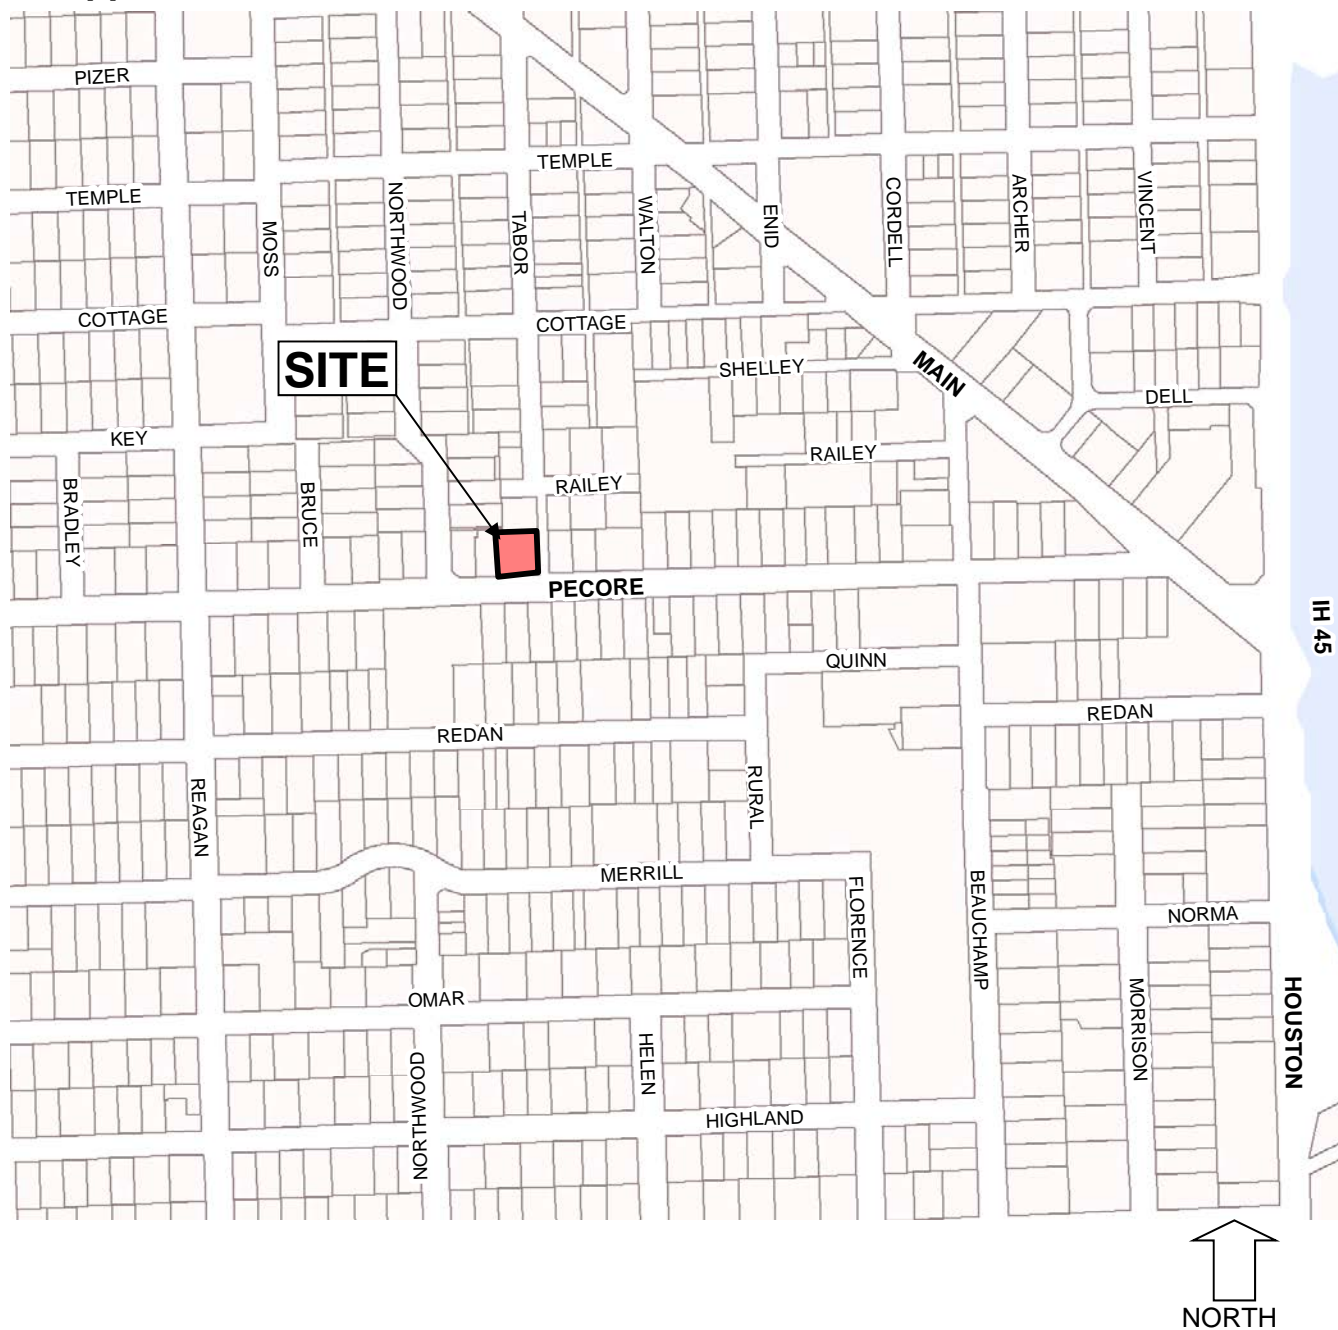 PIZER
TEMPLE
TEMPLE
MOSS
NORTHWOOD
TABOR
WALTON
ENID
CORDELL
ARCHER
VINCENT
COTTAGE
COTTAGE
SITE
SHELLEY
MAIN
DELL
KEY
RAILEY
RAILEY
BRADLEY
BRUCE
PECORE
IH 45
QUINN
REDAN
REDAN
REAGAN
RURAL
MERRILL
FLORENCE
BEAUCHAMP
NORMA
OMAR
MORRISON
HOUSTON
HELEN
NORTHWOOD
HIGHLAND
NORTH